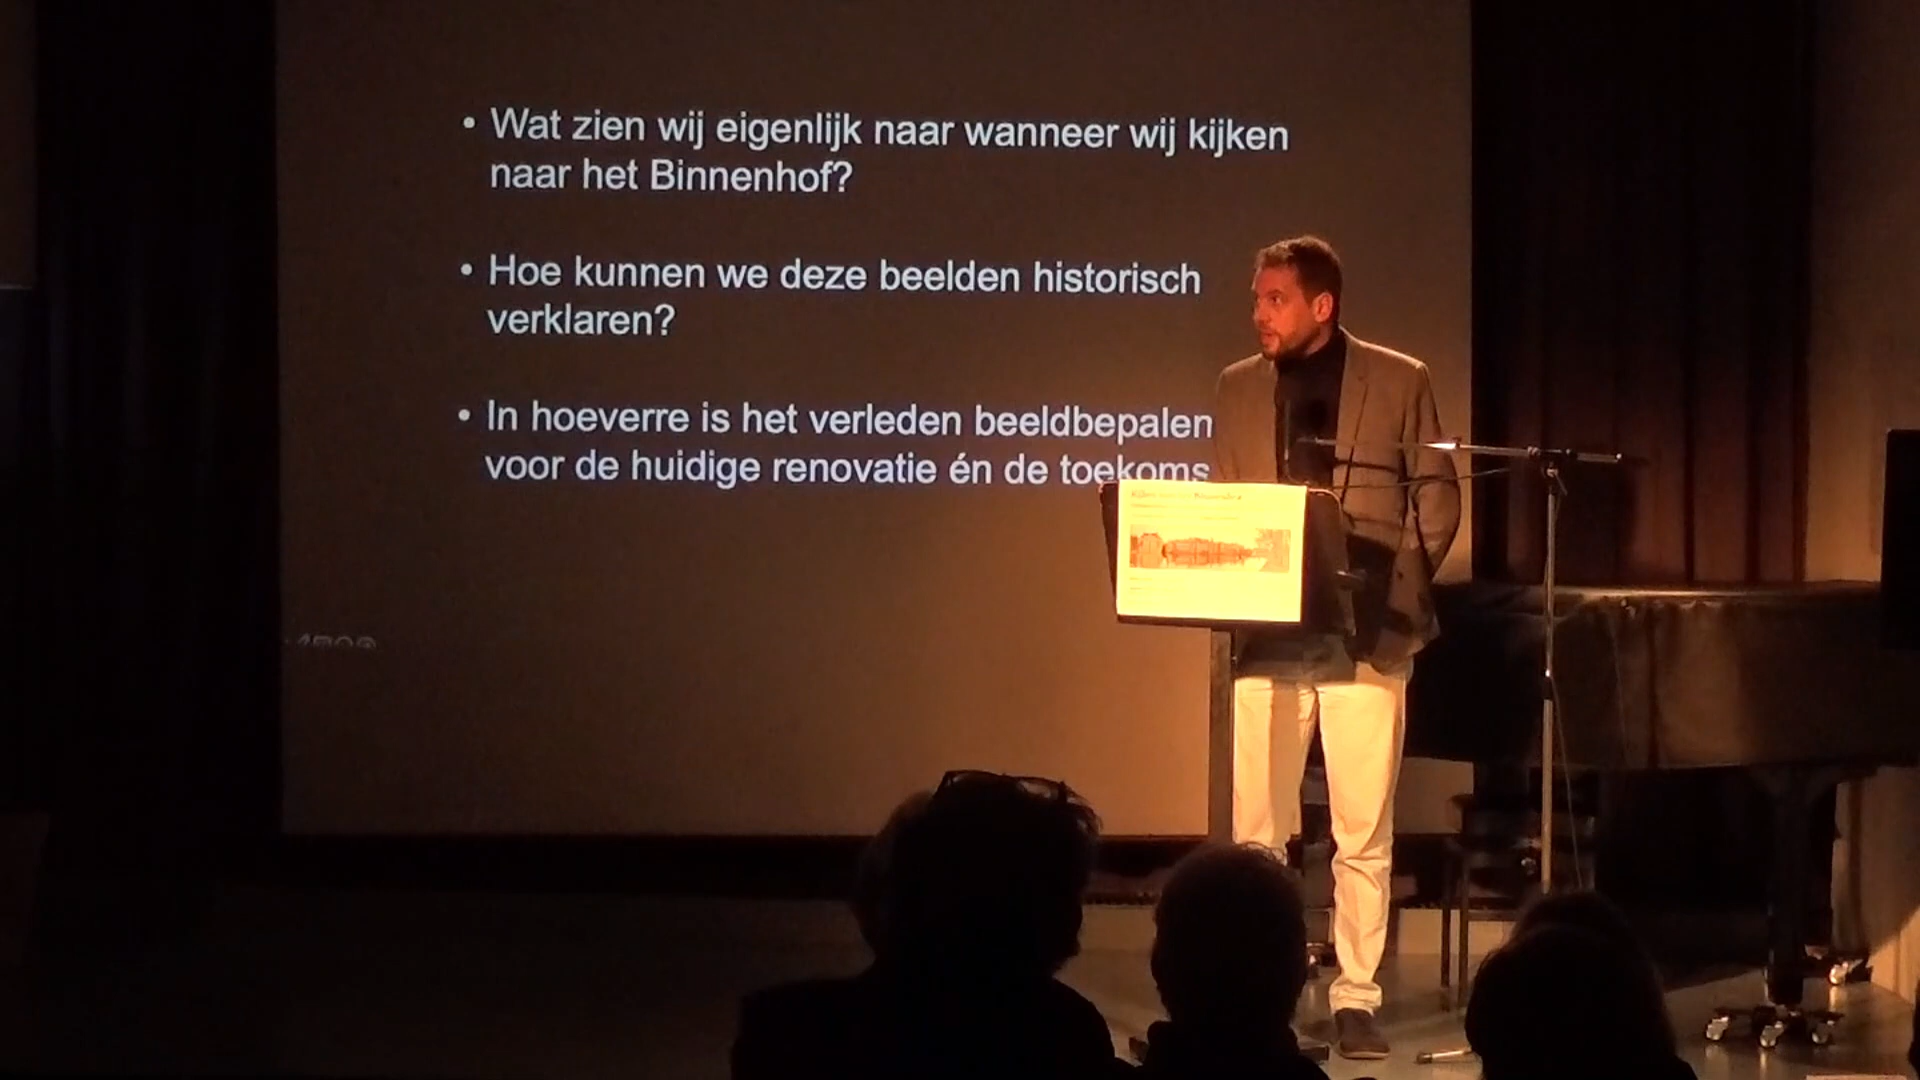 • Wat zien wij eigenlijk naar wanneer wij kijken
naar het Binnenhof?
• Hoe kunnen we deze beelden historisch
verklaren?
• In hoeverre is het verleden beeldbepalen
voor de huidige renovatie én de toekoms